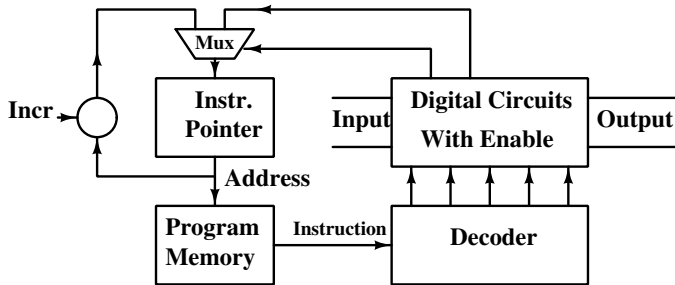 Mux
Incr
Instr.
Pointer
Input
Digital Circuits
With Enable
Output
Address
Program
Memory
Instruction
Decoder